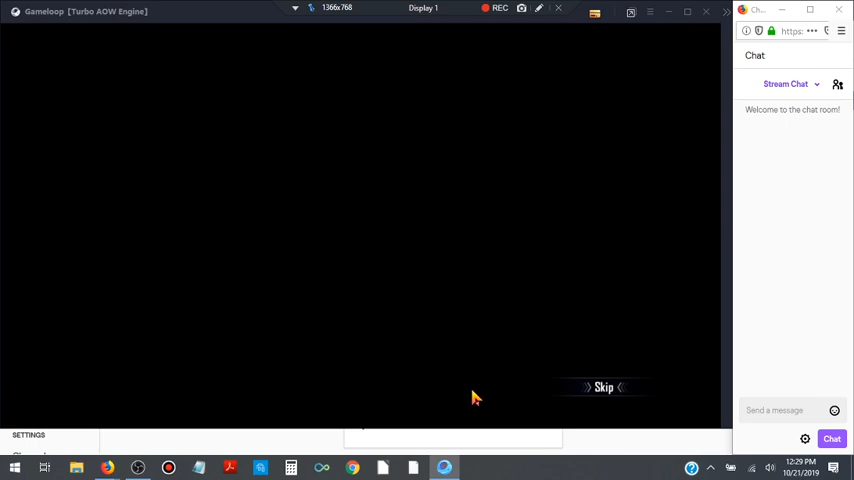 Gameloop [Turbo AOW Engine]
1366x768
Display 1
REC
Ch...
https:
Chat
Stream Chat
Welcome to the chat room!
Skip
Send a message
Chat
SETTINGS
12:29 PM
10/21/2019